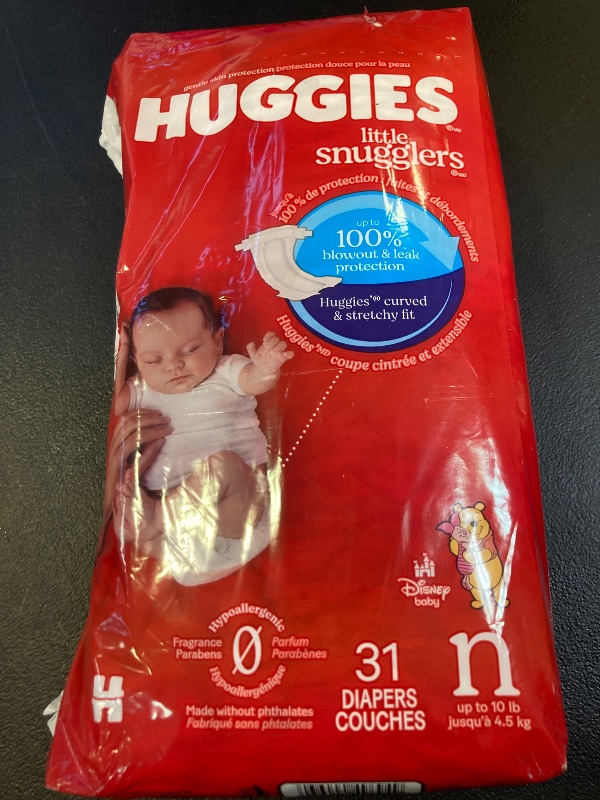 gentle skin protection protection douce pour la peau
HUGGIES
little
snugglers
jusqu'à
100 % de protection : fuites et débordements
up to
100%
blowout & leak
protection
Huggies curved
& stretchy fit
Huggies coupe cintrée et extensible
Disney
baby
Hypoallergenic
Fragrance
Parabens
0
Parfum
Parabènes
Hypoallergénique
Made without phthalates
Fabriqué sans phtalates
H
31
DIAPERS
COUCHES
n
up to 10 lb
jusqu'à 4.5 kg